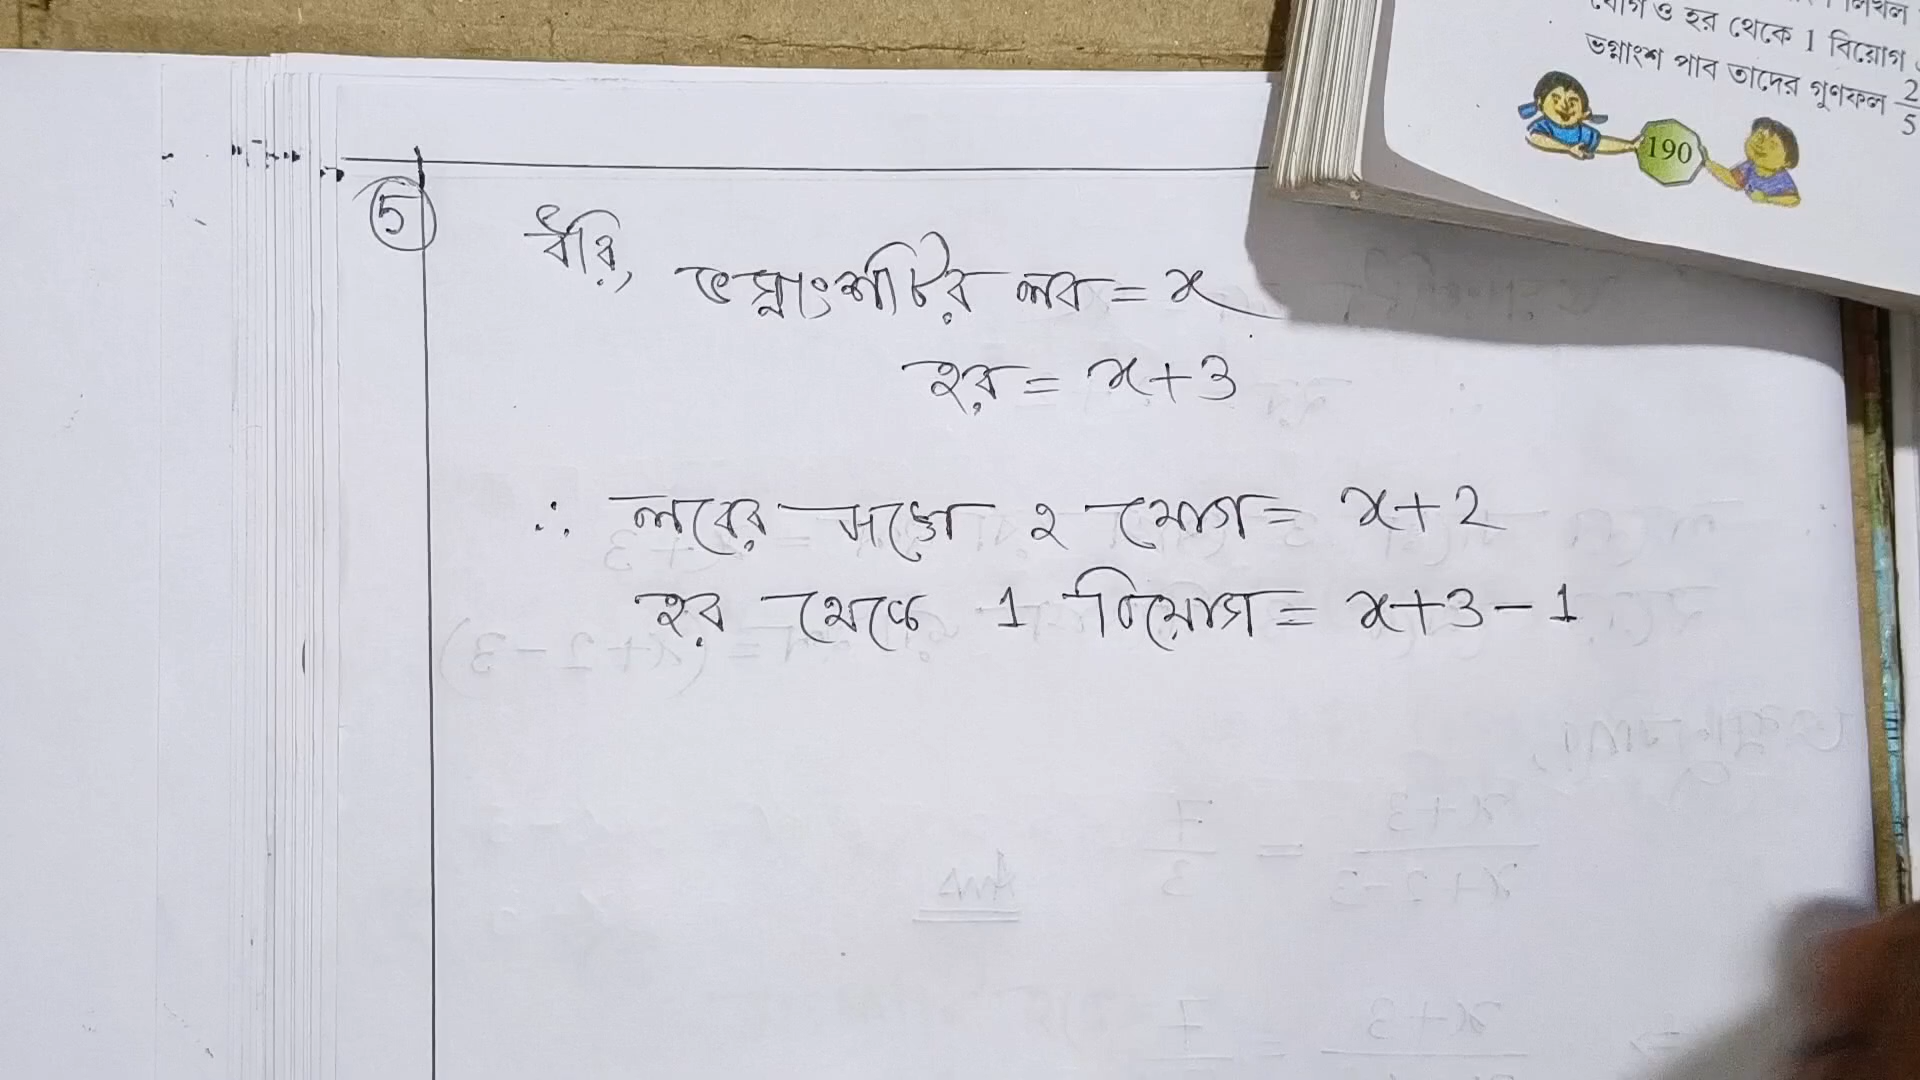 লিখল
যোগ ও হর থেকে 1 বিয়োগ
ভগ্নাংশ পাব তাদের গুণফল 2/5
190
5
ধরি,
ভগ্নাংশটির লব = x
হর = x+3
∴ লবের সঙ্গে 2 যোগ = x+2
হর থেকে 1 বিয়োগ = x+3-1